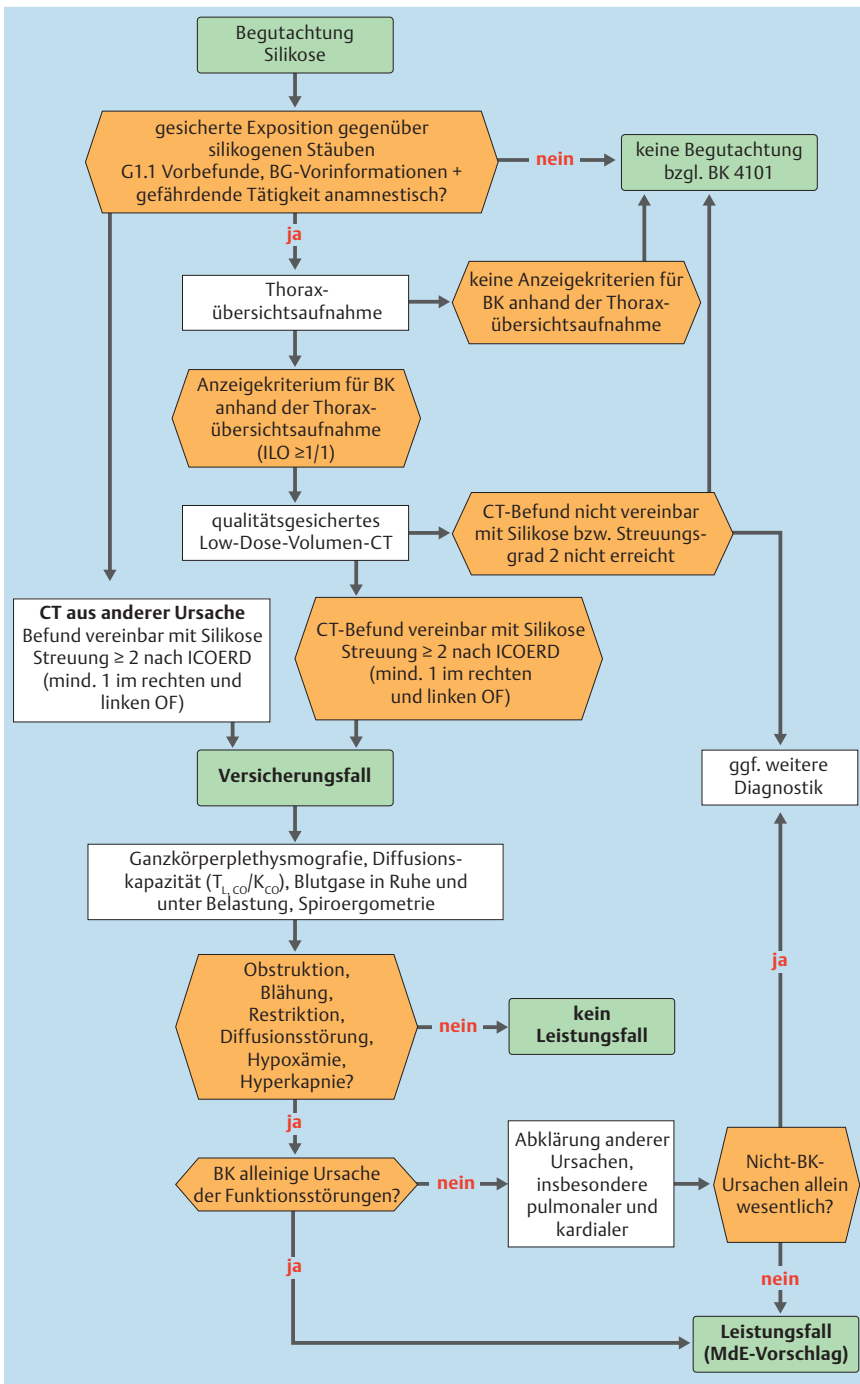 Begutachtung
Silikose
gesicherte Exposition gegenüber
silikogenen Stäuben
G1.1 Vorbefunde, BG-Vorinformationen +
gefährdende Tätigkeit anamnestisch?
nein
keine Begutachtung
bzgl. BK 4101
ja
Thorax-
übersichtsaufnahme
keine Anzeigekriterien für
BK anhand der Thorax-
übersichtsaufnahme
Anzeigekriterium für BK
anhand der Thorax-
übersichtsaufnahme
(ILO ≥1/1)
qualitätsgesichertes
Low-Dose-Volumen-CT
CT-Befund nicht vereinbar
mit Silikose bzw. Streuungs-
grad 2 nicht erreicht
CT aus anderer Ursache
Befund vereinbar mit Silikose
Streuung ≥ 2 nach ICOERD
(mind. 1 im rechten und
linken OF)
CT-Befund vereinbar mit Silikose
Streuung ≥ 2 nach ICOERD
(mind. 1 im rechten
und linken OF)
Versicherungsfall
ggf. weitere
Diagnostik
Ganzkörperplethysmografie, Diffusions-
kapazität (TL, CO/KCO), Blutgase in Ruhe und
unter Belastung, Spiroergometrie
Obstruktion,
Blähung,
Restriktion,
Diffusionsstörung,
Hypoxämie,
Hyperkapnie?
nein
kein
Leistungsfall
ja
ja
BK alleinige Ursache
der Funktionsstörungen?
nein
Abklärung anderer
Ursachen,
insbesondere
pulmonaler und
kardialer
Nicht-BK-
Ursachen allein
wesentlich?
ja
nein
Leistungsfall
(MdE-Vorschlag)